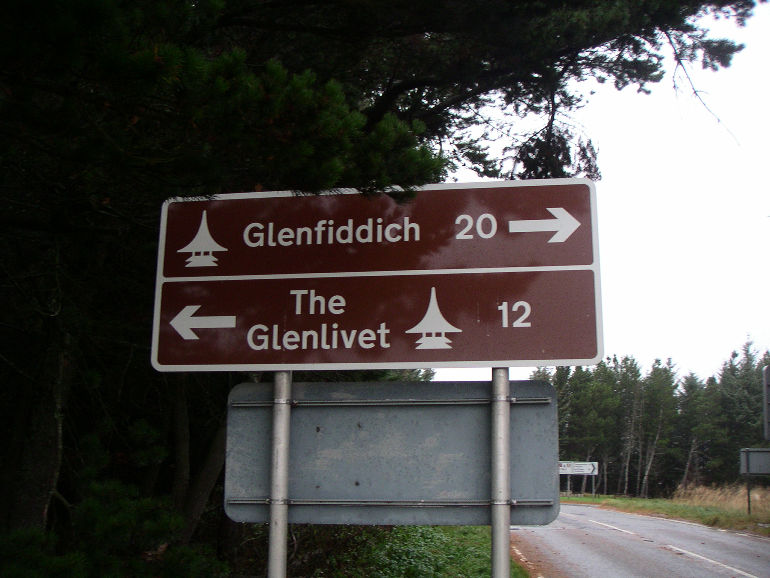 Glenfiddich 20
The
Glenlivet 12